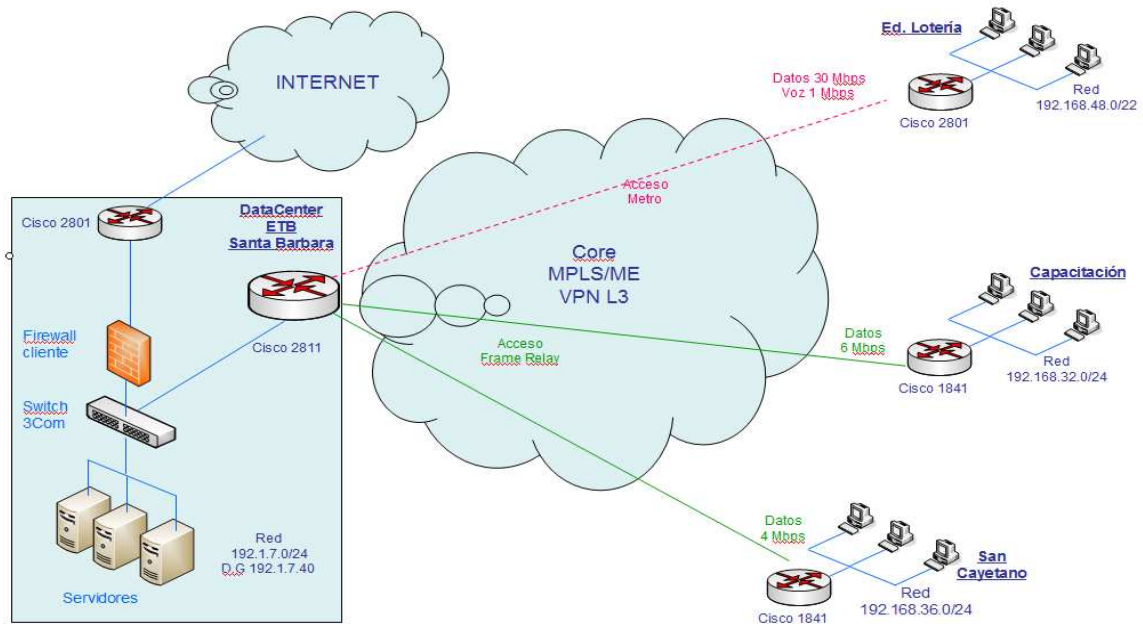 INTERNET
Cisco 2801
DataCenter
ETB
Santa Barbara
Cisco 2811
Firewall
cliente
Switch
3Com
Red
192.1.7.0/24
D.G 192.1.7.40
Servidores
Core
MPLS/ME
VPN L3
Acceso
Metro
Acceso
Frame Relay
Datos 30 Mbps
Voz 1 Mbps
Ed. Lotería
Cisco 2801
Red
192.168.48.0/22
Datos
6 Mbps
Capacitación
Cisco 1841
Red
192.168.32.0/24
Datos
4 Mbps
San
Cayetano
Cisco 1841
Red
192.168.36.0/24